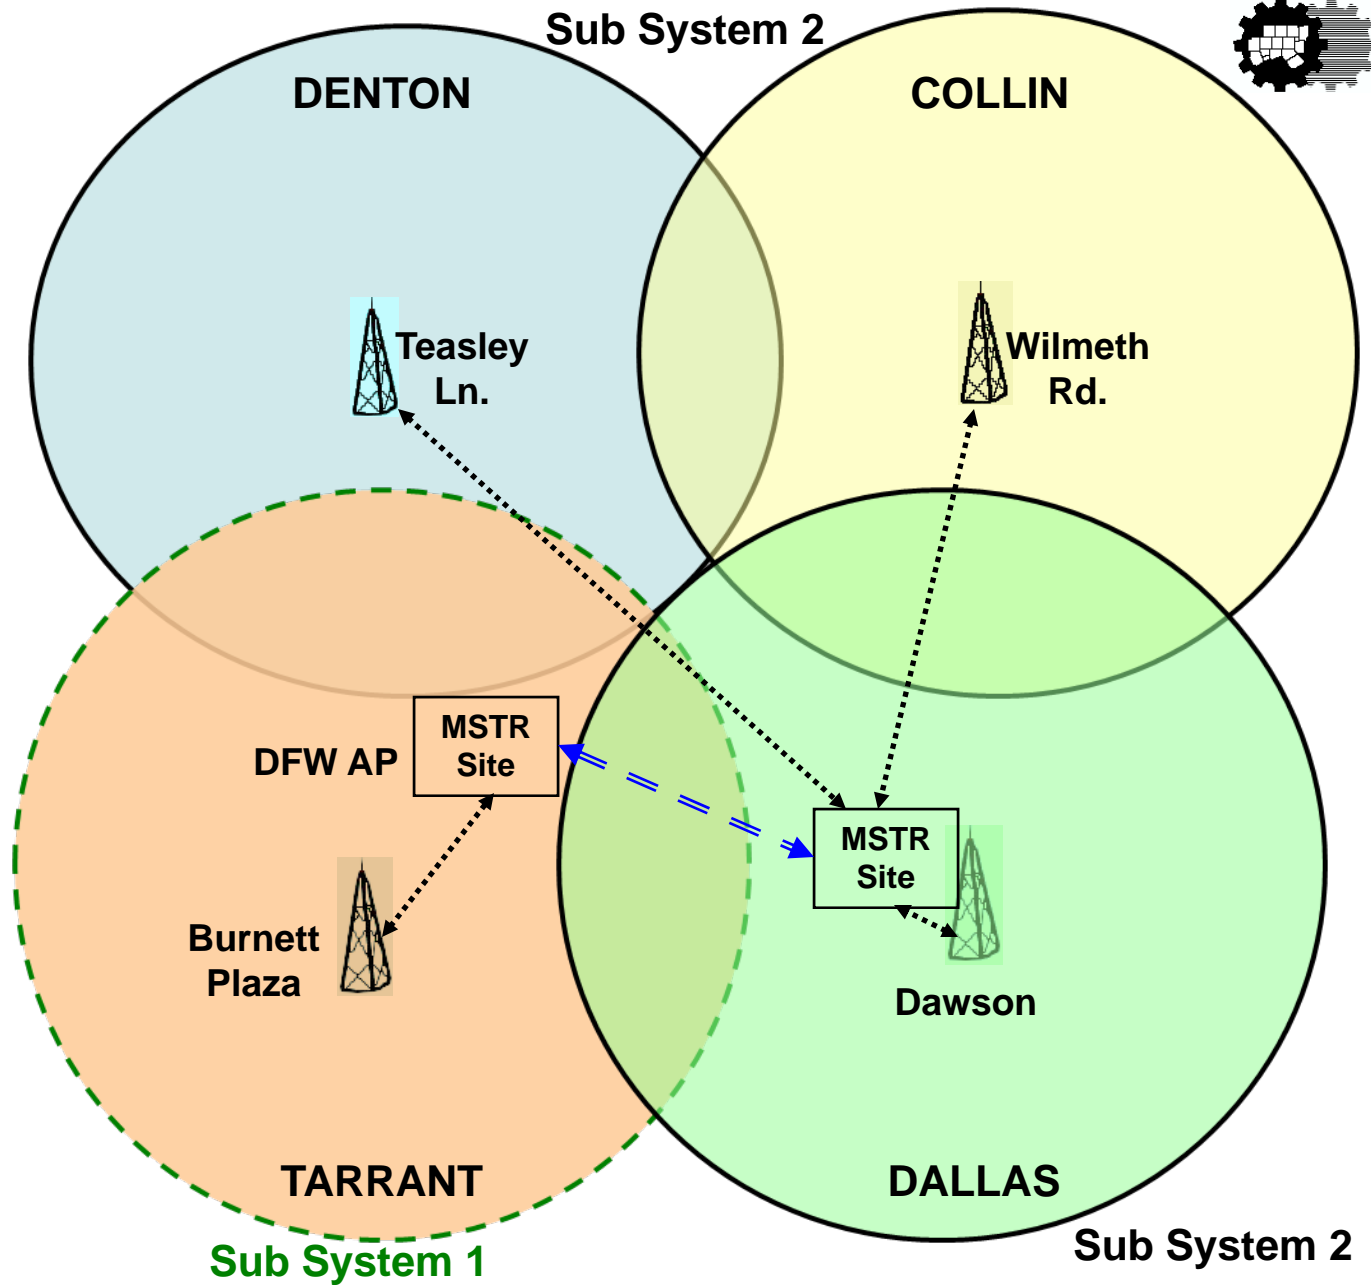 Sub System 2
DENTON
COLLIN
Teasley
Ln.
Wilmeth
Rd.
MSTR
Site
DFW AP
MSTR
Site
Burnett
Plaza
Dawson
TARRANT
DALLAS
Sub System 1
Sub System 2